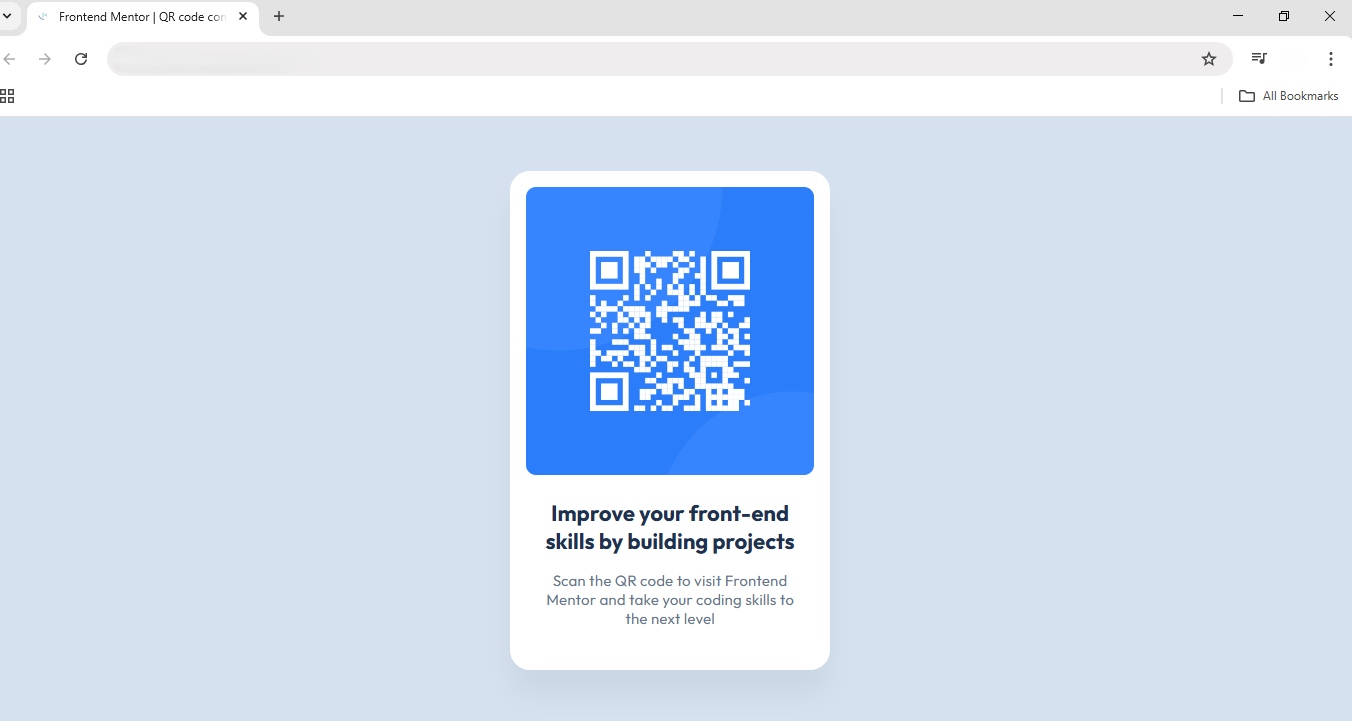 Frontend Mentor | QR code con
All Bookmarks
Improve your front-end
skills by building projects
Scan the QR code to visit Frontend
Mentor and take your coding skills to
the next level